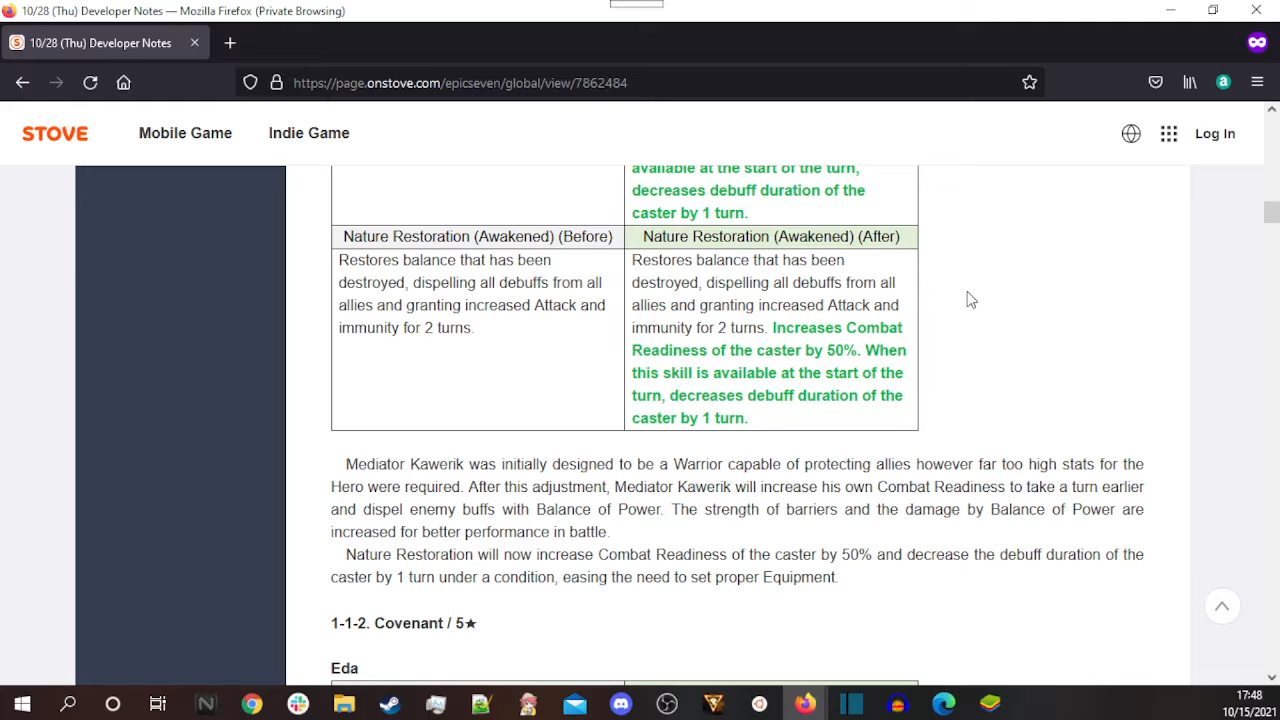 10/28 (Thu) Developer Notes — Mozilla Firefox (Private Browsing)
10/28 (Thu) Developer Notes
https://page.onstove.com/epicseven/global/view/7862484
STOVE
Mobile Game
Indie Game
Log In
available at the start of the turn,
decreases debuff duration of the
caster by 1 turn.
Nature Restoration (Awakened) (Before)
Nature Restoration (Awakened) (After)
Restores balance that has been
destroyed, dispelling all debuffs from all
allies and granting increased Attack and
immunity for 2 turns.
Restores balance that has been
destroyed, dispelling all debuffs from all
allies and granting increased Attack and
immunity for 2 turns. Increases Combat
Readiness of the caster by 50%. When
this skill is available at the start of the
turn, decreases debuff duration of the
caster by 1 turn.
Mediator Kawerik was initially designed to be a Warrior capable of protecting allies however far too high stats for the
Hero were required. After this adjustment, Mediator Kawerik will increase his own Combat Readiness to take a turn earlier
and dispel enemy buffs with Balance of Power. The strength of barriers and the damage by Balance of Power are
increased for better performance in battle.
Nature Restoration will now increase Combat Readiness of the caster by 50% and decrease the debuff duration of the
caster by 1 turn under a condition, easing the need to set proper Equipment.
1-1-2. Covenant / 5★
Eda
17:48
10/15/2021